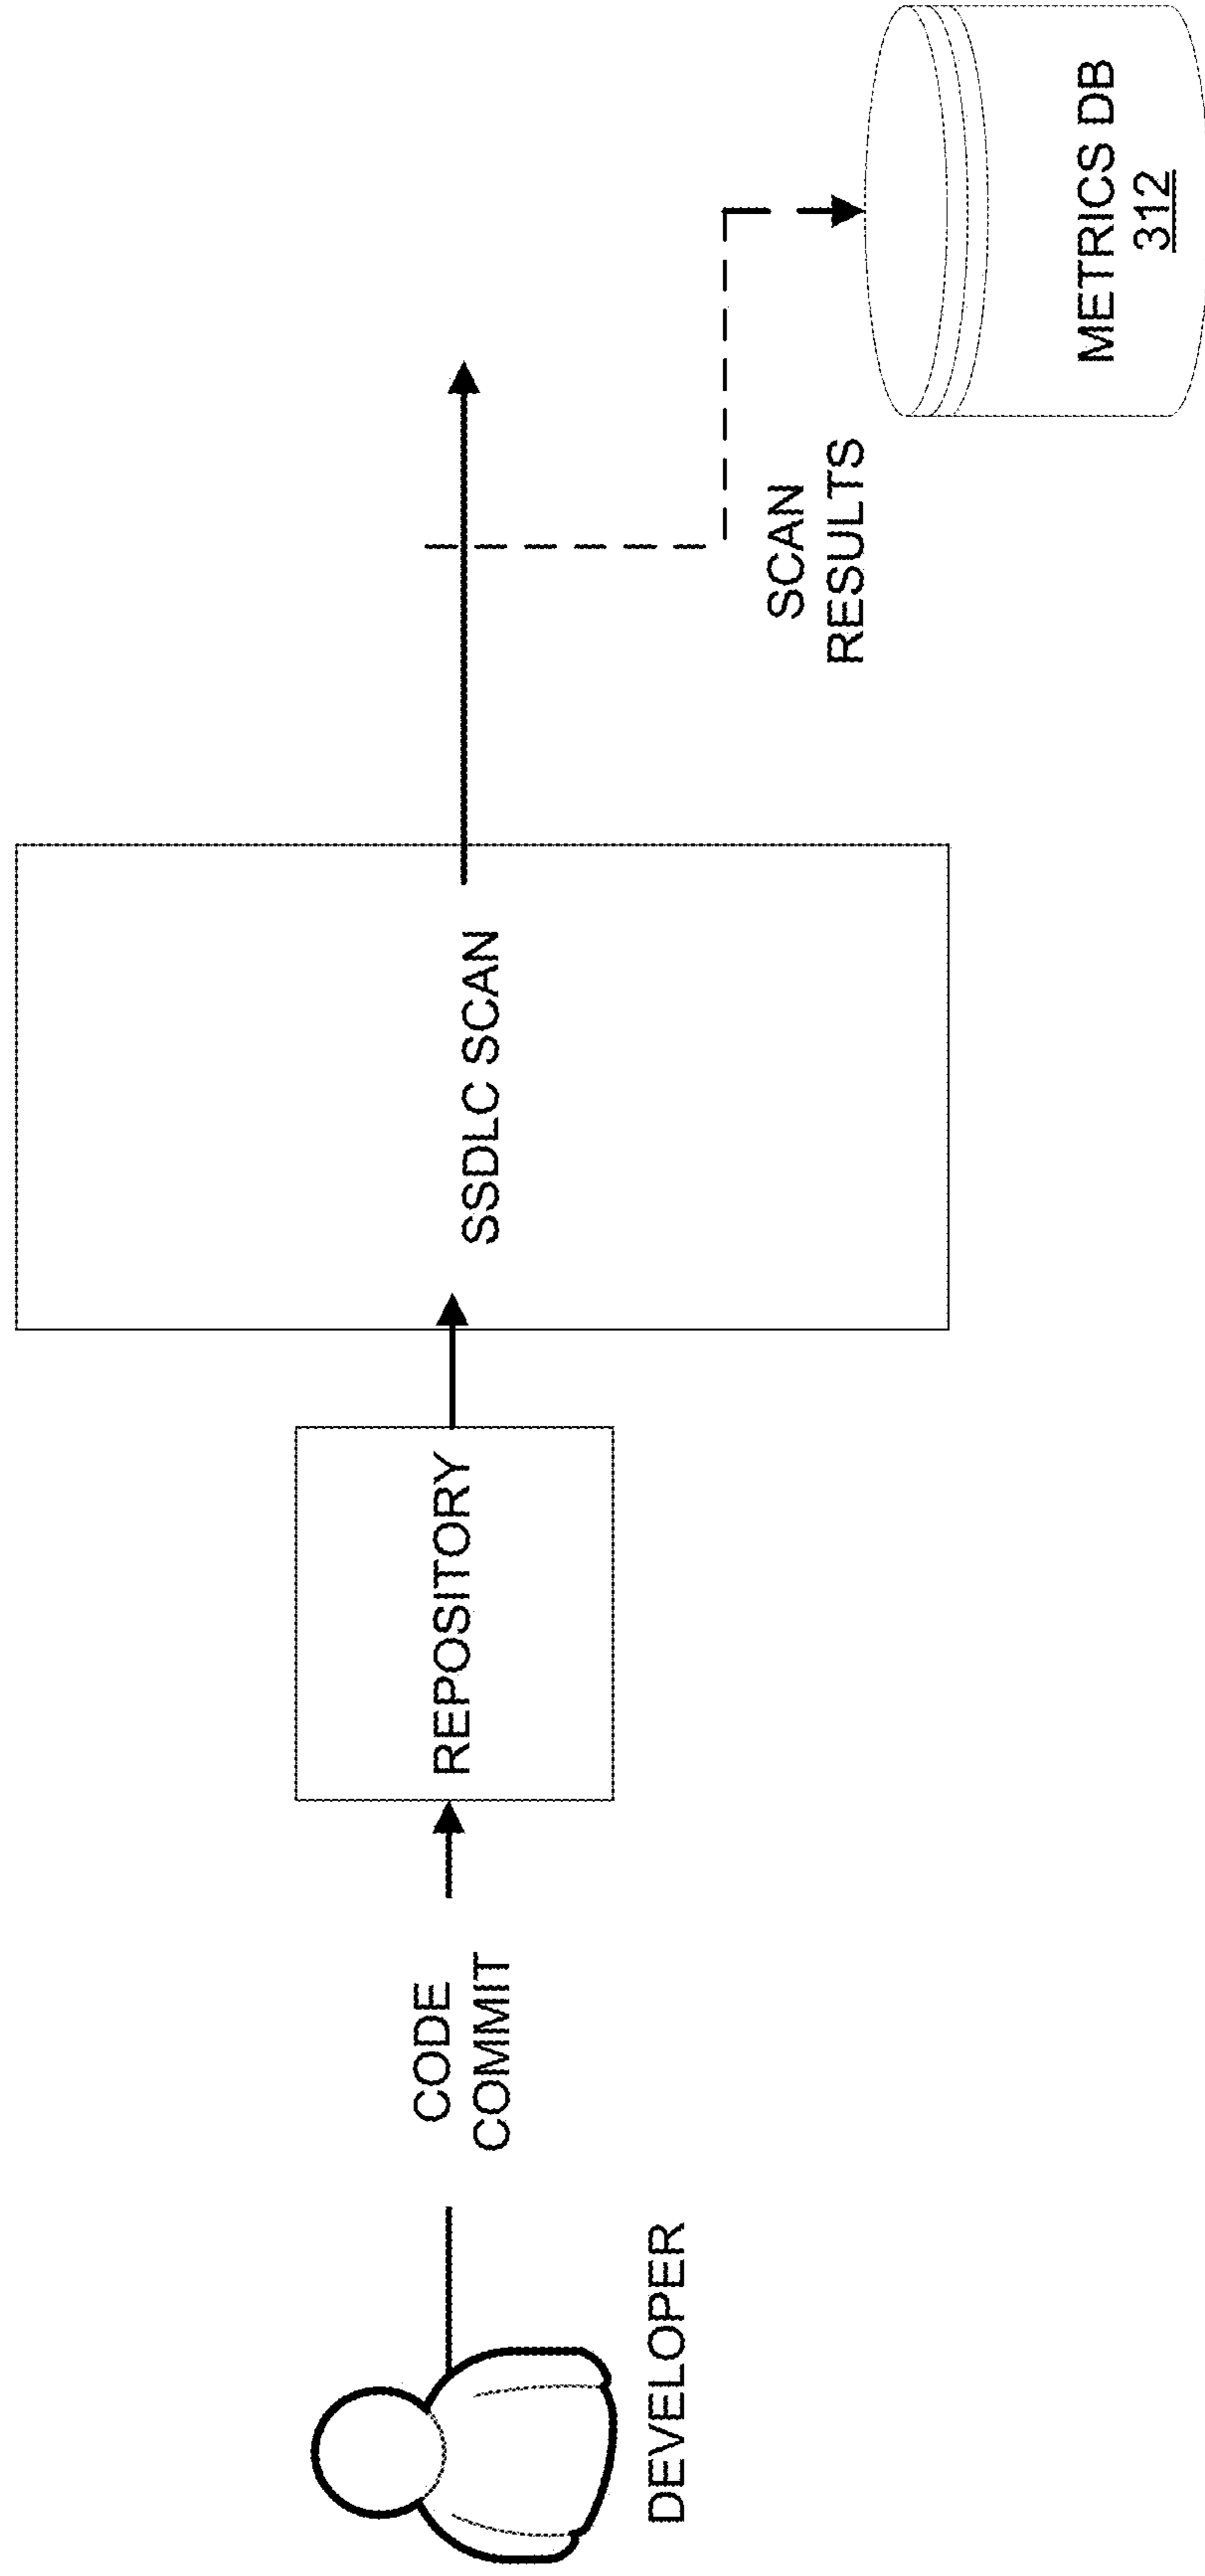 DEVELOPER
CODE
COMMIT
REPOSITORY
SSDLC SCAN
SCAN
RESULTS
METRICS DB
312